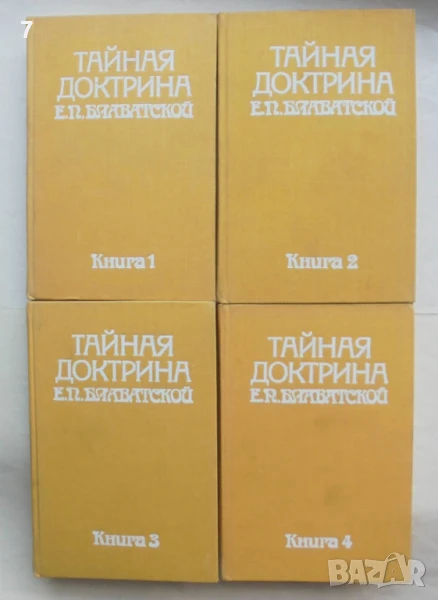 7
ТАЙНАЯ
ДОКТРИНА
Е.П. БЛАВАТСКОЙ
Книга 1
ТАЙНАЯ
ДОКТРИНА
Е.П. БЛАВАТСКОЙ
Книга 2
ТАЙНАЯ
ДОКТРИНА
Е.П. БЛАВАТСКОЙ
Книга 3
ТАЙНАЯ
ДОКТРИНА
Е.П. БЛАВАТСКОЙ
Книга 4
BAZAR